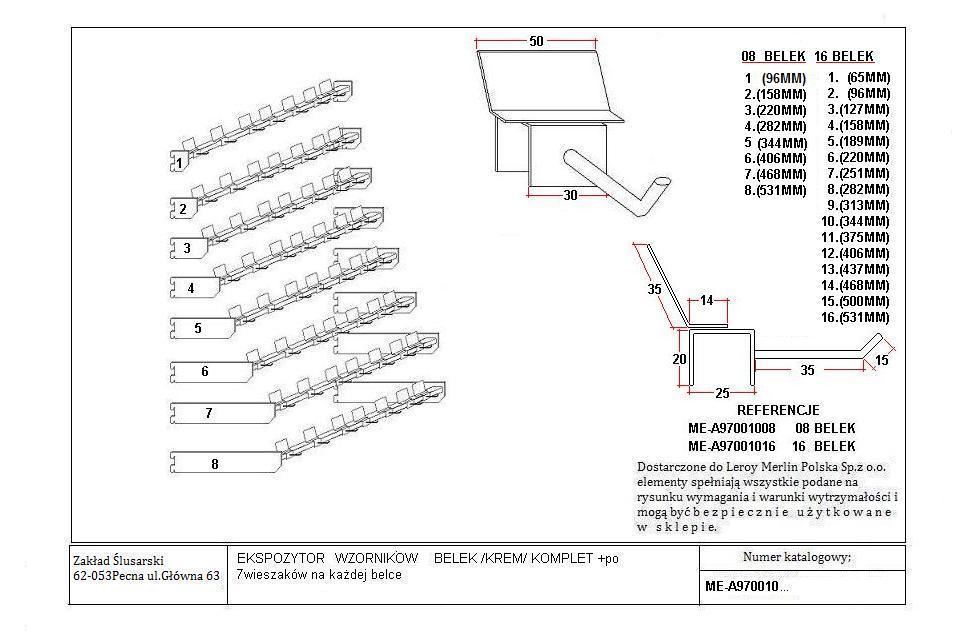 50
08 BELEK 16 BELEK
1 (96MM) 1. (65MM)
2.(158MM) 2. (96MM)
3.(220MM) 3.(127MM)
4.(282MM) 4.(158MM)
5 (344MM) 5.(189MM)
6.(406MM) 6.(220MM)
7.(468MM) 7.(251MM)
8.(531MM) 8.(282MM)
9.(313MM)
10.(344MM)
11.(375MM)
12.(406MM)
13.(437MM)
14.(468MM)
15.(500MM)
16.(531MM)
1
2
3
4
5
6
7
8
30
35
14
20
25
35
15
REFERENCJE
ME-A97001008 08 BELEK
ME-A97001016 16 BELEK
Dostarczone do Leroy Merlin Polska Sp.z o.o.
elementy spełniają wszystkie podane na
rysunku wymagania i warunki wytrzymałości i
mogą być bezpiecznie użytkowane
w sklepie.
Zakład Ślusarski
62-053Pecna ul.Główna 63
EKSPOZYTOR WZORNIKÓW BELEK /KREM/ KOMPLET +po
7wieszaków na każdej belce
Numer katalogowy;
ME-A970010...